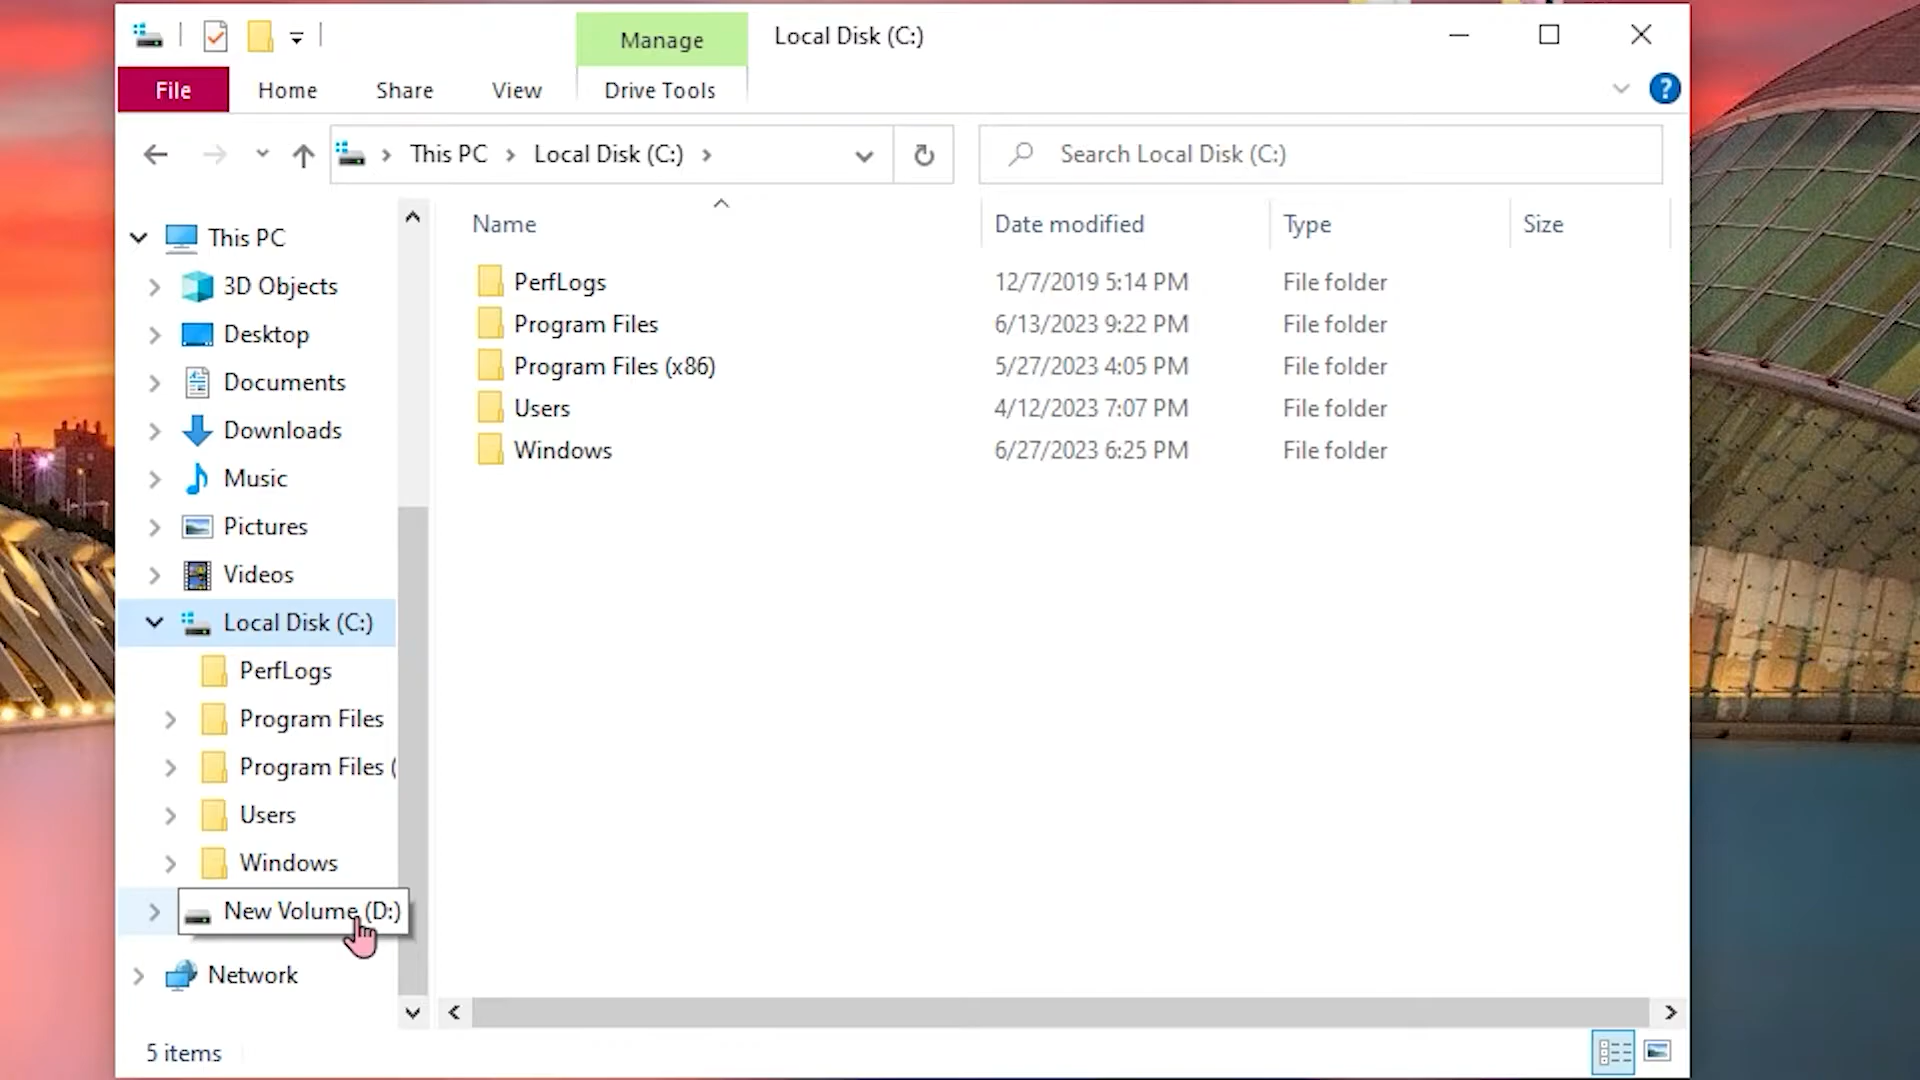 Manage
Local Disk (C:)
File
Home
Share
View
Drive Tools
?
This PC
Local Disk (C:)
Search Local Disk (C:)
Name
Date modified
Type
Size
This PC
3D Objects
Desktop
Documents
Downloads
Music
Pictures
Videos
Local Disk (C:)
PerfLogs
Program Files
Program Files (
Users
Windows
New Volume (D:)
Network
PerfLogs 12/7/2019 5:14 PM File folder
Program Files 6/13/2023 9:22 PM File folder
Program Files (x86) 5/27/2023 4:05 PM File folder
Users 4/12/2023 7:07 PM File folder
Windows 6/27/2023 6:25 PM File folder
5 items